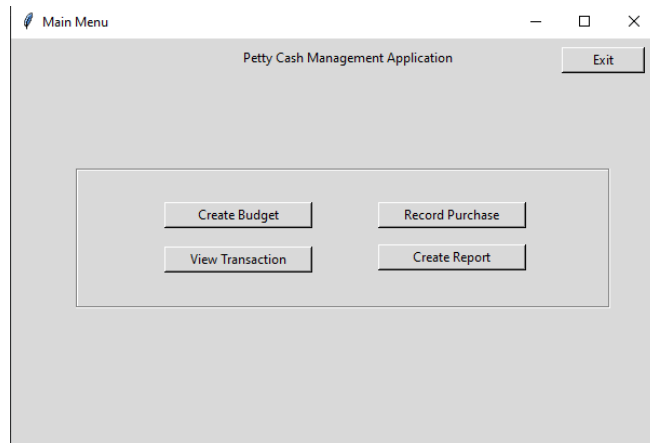 Main Menu
Petty Cash Management Application
Exit
Create Budget
Record Purchase
View Transaction
Create Report